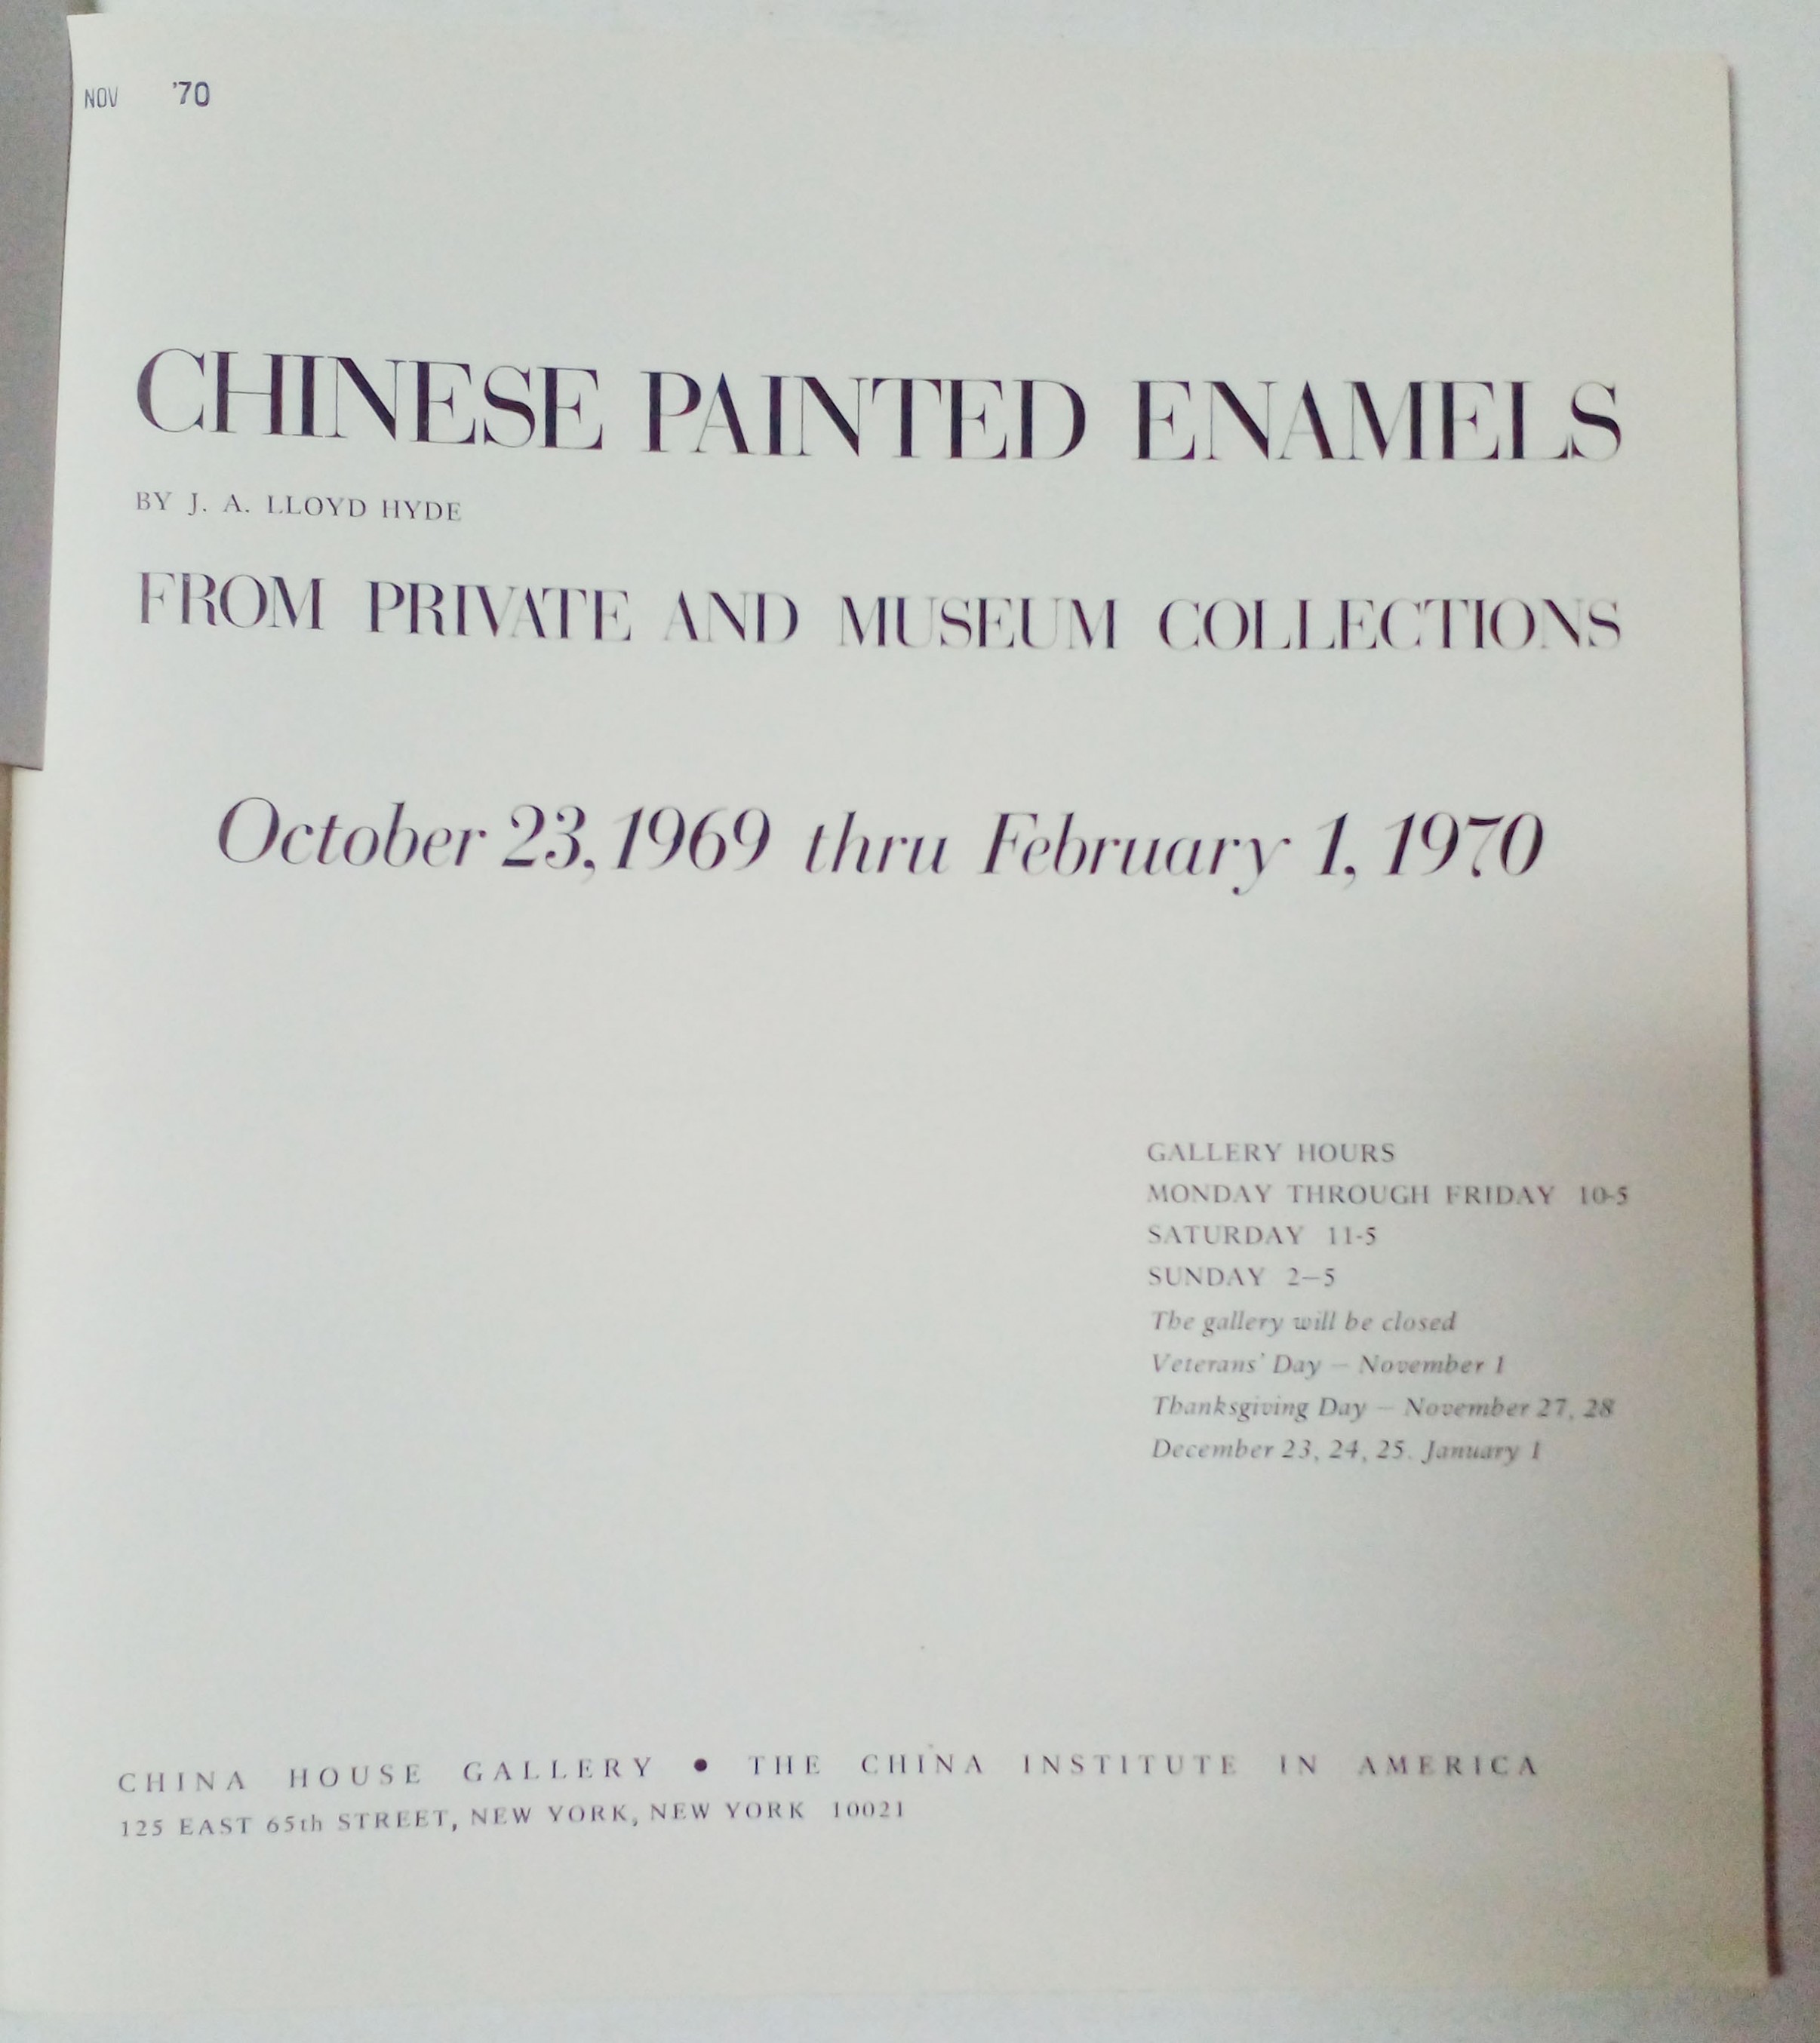 NOV '70
CHINESE PAINTED ENAMELS
BY J. A. LLOYD HYDE
FROM PRIVATE AND MUSEUM COLLECTIONS
October 23, 1969 thru February 1, 1970
GALLERY HOURS
MONDAY THROUGH FRIDAY 10-5
SATURDAY 11-5
SUNDAY 2–5
The gallery will be closed
Veterans' Day – November 1
Thanksgiving Day – November 27, 28
December 23, 24, 25. January 1
CHINA HOUSE GALLERY • THE CHINA INSTITUTE IN AMERICA
125 EAST 65th STREET, NEW YORK, NEW YORK 10021